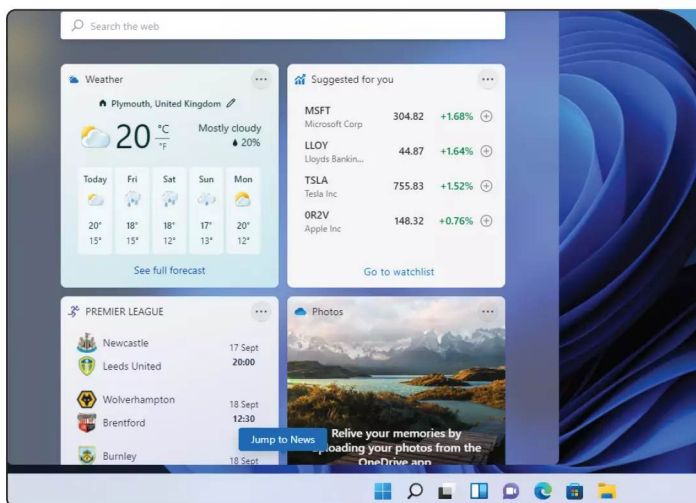 Search the web
Weather
Plymouth, United Kingdom
20 °C
°F
Mostly cloudy
20%
Today Fri Sat Sun Mon
20° 18° 18° 17° 20°
15° 15° 12° 13° 12°
See full forecast
Suggested for you
MSFT 304.82 +1.68%
Microsoft Corp
LLOY 44.87 +1.64%
Lloyds Bankin...
TSLA 755.83 +1.52%
Tesla Inc
0R2V 148.32 +0.76%
Apple Inc
Go to watchlist
PREMIER LEAGUE
Newcastle 17 Sept
Leeds United 20:00
Wolverhampton 18 Sept
Brentford 12:30
Burnley 18 Sept
Photos
Relive your memories by
uploading your photos from the
OneDrive app
Jump to News